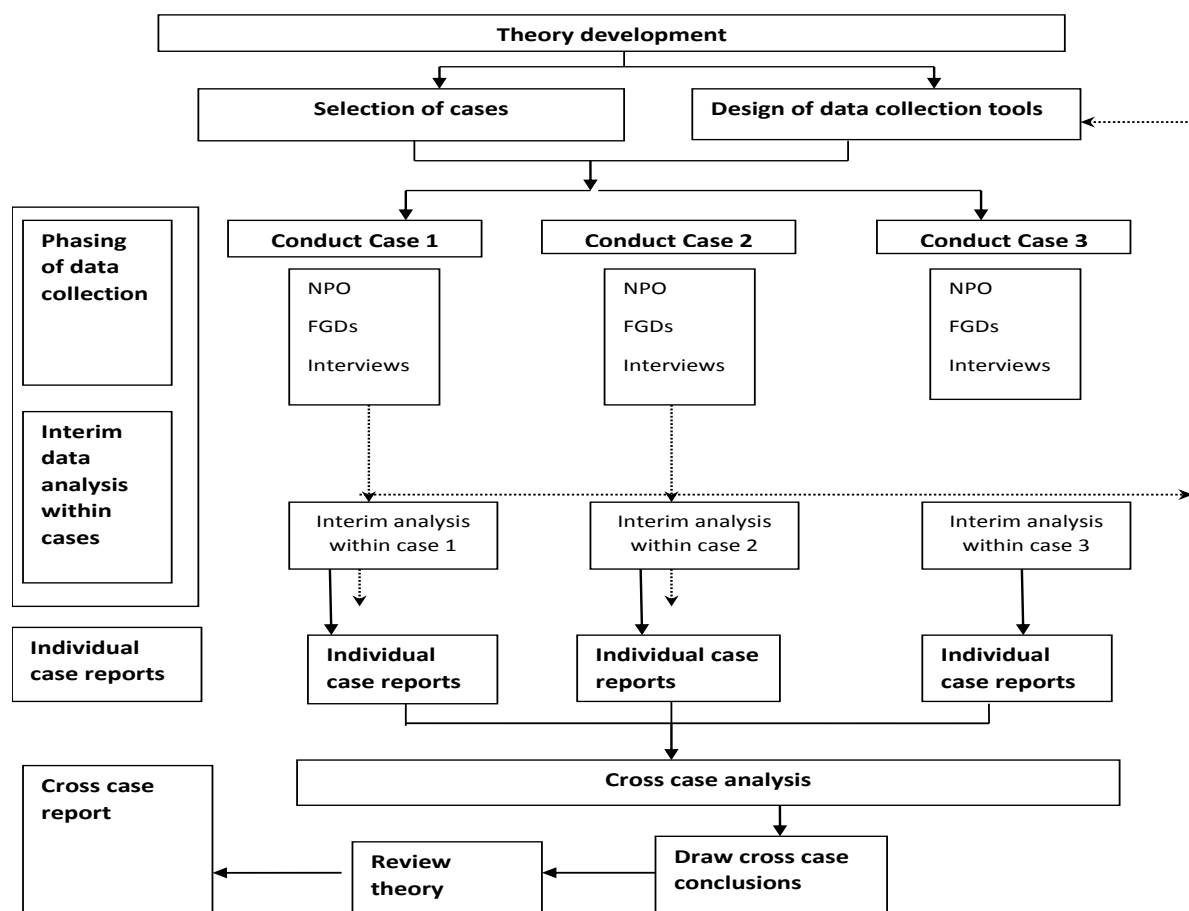 Theory development
Selection of cases
Design of data collection tools
Phasing
of data
collection
Conduct Case 1
Conduct Case 2
Conduct Case 3
NPO
FGDs
Interviews
NPO
FGDs
Interviews
NPO
FGDs
Interviews
Interim
data
analysis
within
cases
Interim analysis
within case 1
Interim analysis
within case 2
Interim analysis
within case 3
Individual
case reports
Individual
case reports
Individual case
reports
Individual
case reports
Cross case analysis
Cross case
report
Review
theory
Draw cross case
conclusions